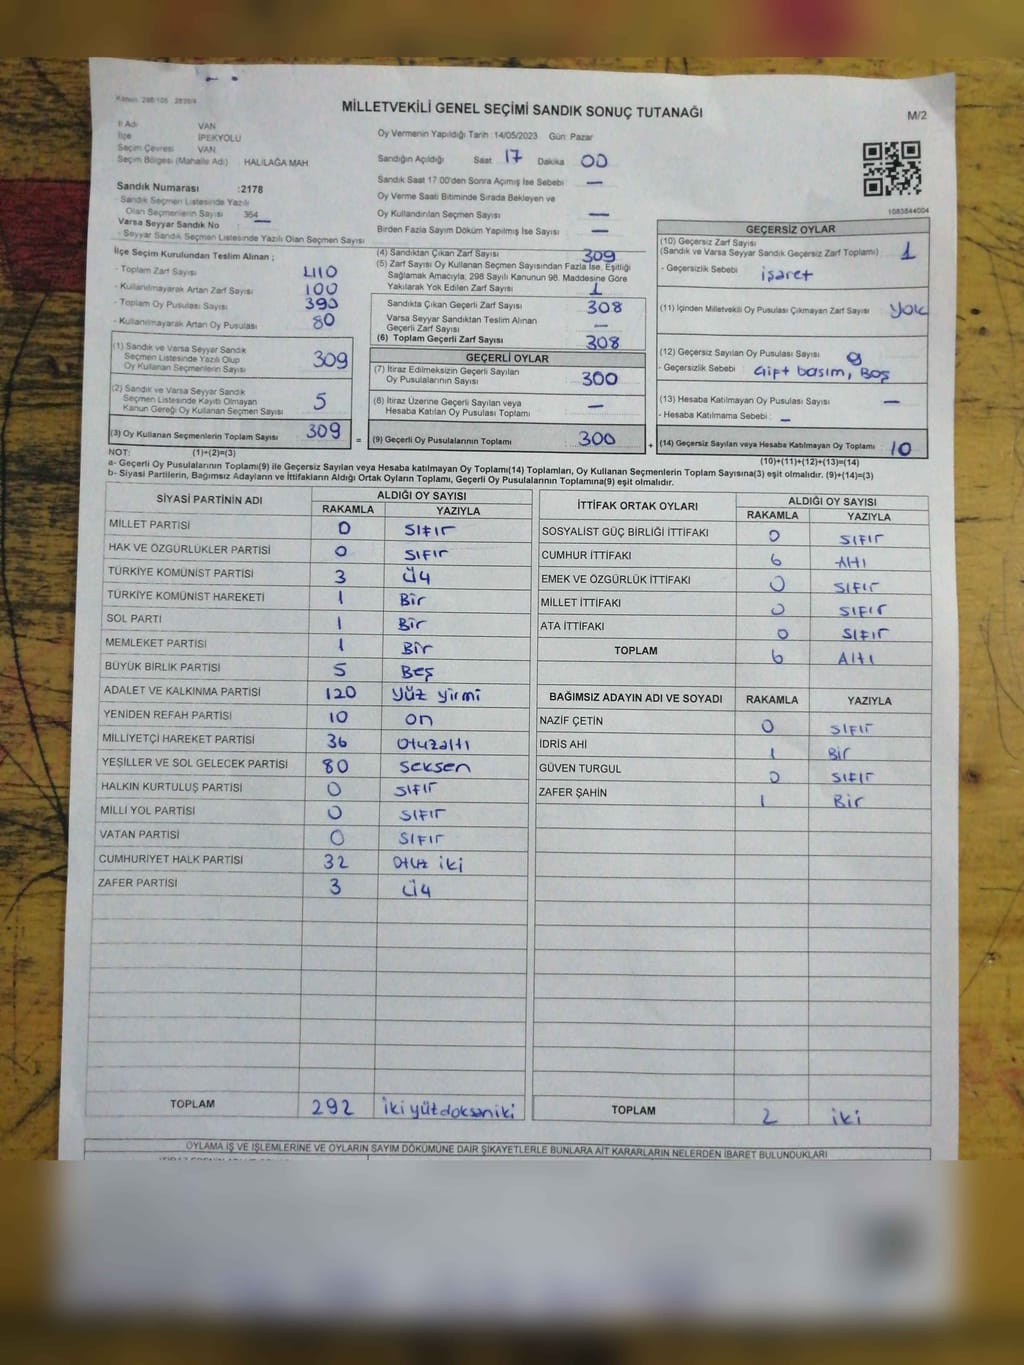 Kanun 298/105
MİLLETVEKİLİ GENEL SEÇİMİ SANDIK SONUÇ TUTANAĞI
M/2
İl Adı VAN
İlçe İPEKYOLU
Seçim Çevresi VAN
Seçim Bölgesi (Mahalle Adı) HALİLAĞA MAH
Sandık Numarası :2178
Sandık Seçmen Listesinde Yazılı
Olan Seçmenlerin Sayısı 364
Varsa Seyyar Sandık No —
- Seyyar Sandık Seçmen Listesinde Yazılı Olan Seçmen Sayısı
Oy Vermenin Yapıldığı Tarih :14/05/2023 Gün: Pazar
Sandığın Açıldığı Saat 17 Dakika 00
Sandık Saat 17:00'den Sonra Açılmış İse Sebebi —
Oy Verme Saati Bitiminde Sırada Bekleyen ve
Oy Kullandırılan Seçmen Sayısı —
Birden Fazla Sayım Döküm Yapılmış İse Sayısı —
1083844004
İlçe Seçim Kurulundan Teslim Alınan ;
- Toplam Zarf Sayısı 410
- Kullanılmayarak Artan Zarf Sayısı 100
- Toplam Oy Pusulası Sayısı 390
- Kullanılmayarak Artan Oy Pusulası 80
(1) Sandık ve Varsa Seyyar Sandık
Seçmen Listesinde Yazılı Olup
Oy Kullanan Seçmenlerin Sayısı 309
(2) Sandık ve Varsa Seyyar Sandık
Seçmen Listesinde Kayıtlı Olmayan
Kanun Gereği Oy Kullanan Seçmen Sayısı 5
(3) Oy Kullanan Seçmenlerin Toplam Sayısı 309
(4) Sandıktan Çıkan Zarf Sayısı 309
(5) Zarf Sayısı Oy Kullanan Seçmen Sayısından Fazla İse, Eşitliği
Sağlamak Amacıyla, 298 Sayılı Kanunun 98. Maddesine Göre
Yakılarak Yok Edilen Zarf Sayısı 1
Sandıkta Çıkan Geçerli Zarf Sayısı 308
Varsa Seyyar Sandıktan Teslim Alınan
Geçerli Zarf Sayısı —
(6) Toplam Geçerli Zarf Sayısı 308
GEÇERLİ OYLAR
(7) İtiraz Edilmeksizin Geçerli Sayılan
Oy Pusulalarının Sayısı 300
(8) İtiraz Üzerine Geçerli Sayılan veya
Hesaba Katılan Oy Pusulası Toplamı —
= (9) Geçerli Oy Pusulalarının Toplamı 300
GEÇERSİZ OYLAR
(10) Geçersiz Zarf Sayısı
(Sandık ve Varsa Seyyar Sandık Geçersiz Zarf Toplamı) 1
- Geçersizlik Sebebi işaret
(11) İçinden Milletvekili Oy Pusulası Çıkmayan Zarf Sayısı yok
(12) Geçersiz Sayılan Oy Pusulası Sayısı 9
- Geçersizlik Sebebi Çift basım, Boş
(13) Hesaba Katılmayan Oy Pusulası Sayısı —
- Hesaba Katılmama Sebebi : —
+ (14) Geçersiz Sayılan veya Hesaba Katılmayan Oy Toplamı 10
NOT: (1)+(2)=(3)
(10)+(11)+(12)+(13)=(14)
a- Geçerli Oy Pusulalarının Toplamı(9) ile Geçersiz Sayılan veya Hesaba katılmayan Oy Toplamı(14) Toplamları, Oy Kullanan Seçmenlerin Toplam Sayısına(3) eşit olmalıdır. (9)+(14)=(3)
b- Siyasi Partilerin, Bağımsız Adayların ve İttifakların Aldığı Ortak Oyların Toplamı, Geçerli Oy Pusulalarının Toplamına(9) eşit olmalıdır.
SİYASİ PARTİNİN ADI ALDIĞI OY SAYISI
RAKAMLA YAZIYLA
MİLLET PARTİSİ 0 SIFIR
HAK VE ÖZGÜRLÜKLER PARTİSİ 0 SIFIR
TÜRKİYE KOMÜNİST PARTİSİ 3 Üç
TÜRKİYE KOMÜNİST HAREKETİ 1 Bir
SOL PARTİ 1 Bir
MEMLEKET PARTİSİ 1 Bir
BÜYÜK BİRLİK PARTİSİ 5 Beş
ADALET VE KALKINMA PARTİSİ 120 yüz yirmi
YENİDEN REFAH PARTİSİ 10 on
MİLLİYETÇİ HAREKET PARTİSİ 36 otuzaltı
YEŞİLLER VE SOL GELECEK PARTİSİ 80 seksen
HALKIN KURTULUŞ PARTİSİ 0 SIFIR
MİLLİ YOL PARTİSİ 0 SIFIR
VATAN PARTİSİ 0 SIFIR
CUMHURİYET HALK PARTİSİ 32 otuz iki
ZAFER PARTİSİ 3 Üç
TOPLAM 292 ikiyüzdoksaniki
İTTİFAK ORTAK OYLARI ALDIĞI OY SAYISI
RAKAMLA YAZIYLA
SOSYALİST GÜÇ BİRLİĞİ İTTİFAKI 0 SIFIR
CUMHUR İTTİFAKI 6 Altı
EMEK VE ÖZGÜRLÜK İTTİFAKI 0 SIFIR
MİLLET İTTİFAKI 0 SIFIR
ATA İTTİFAKI 0 SIFIR
TOPLAM 6 Altı
BAĞIMSIZ ADAYIN ADI VE SOYADI RAKAMLA YAZIYLA
NAZİF ÇETİN 0 SIFIR
İDRİS AHİ 1 Bir
GÜVEN TURGUL 0 SIFIR
ZAFER ŞAHİN 1 Bir
TOPLAM 2 iki
OYLAMA İŞ VE İŞLEMLERİNE VE OYLARIN SAYIM DÖKÜMÜNE DAİR ŞİKAYETLERLE BUNLARA AİT KARARLARIN NELERDEN İBARET BULUNDUKLARI